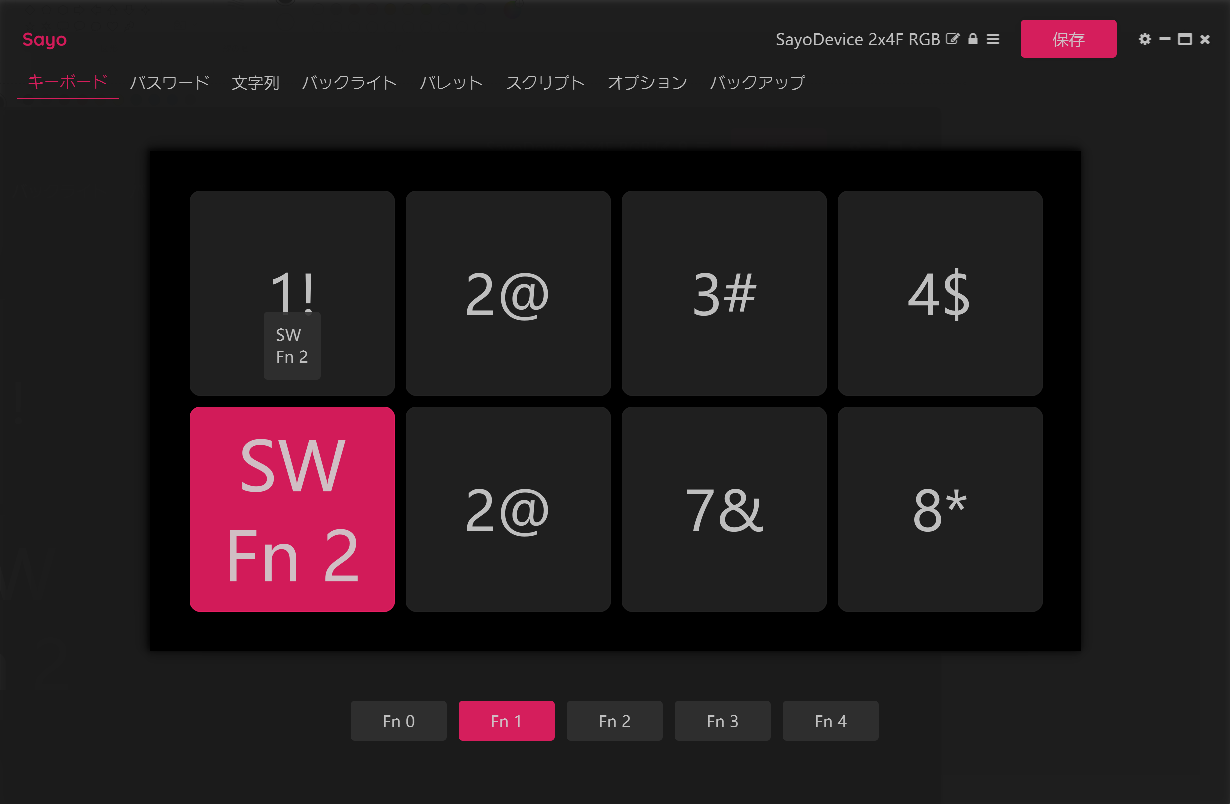 Sayo
SayoDevice 2x4F RGB
保存
キーボード パスワード 文字列 バックライト パレット スクリプト オプション バックアップ
1! 2@ 3# 4$
SW
Fn 2
SW
Fn 2
2@ 7& 8*
Fn 0 Fn 1 Fn 2 Fn 3 Fn 4